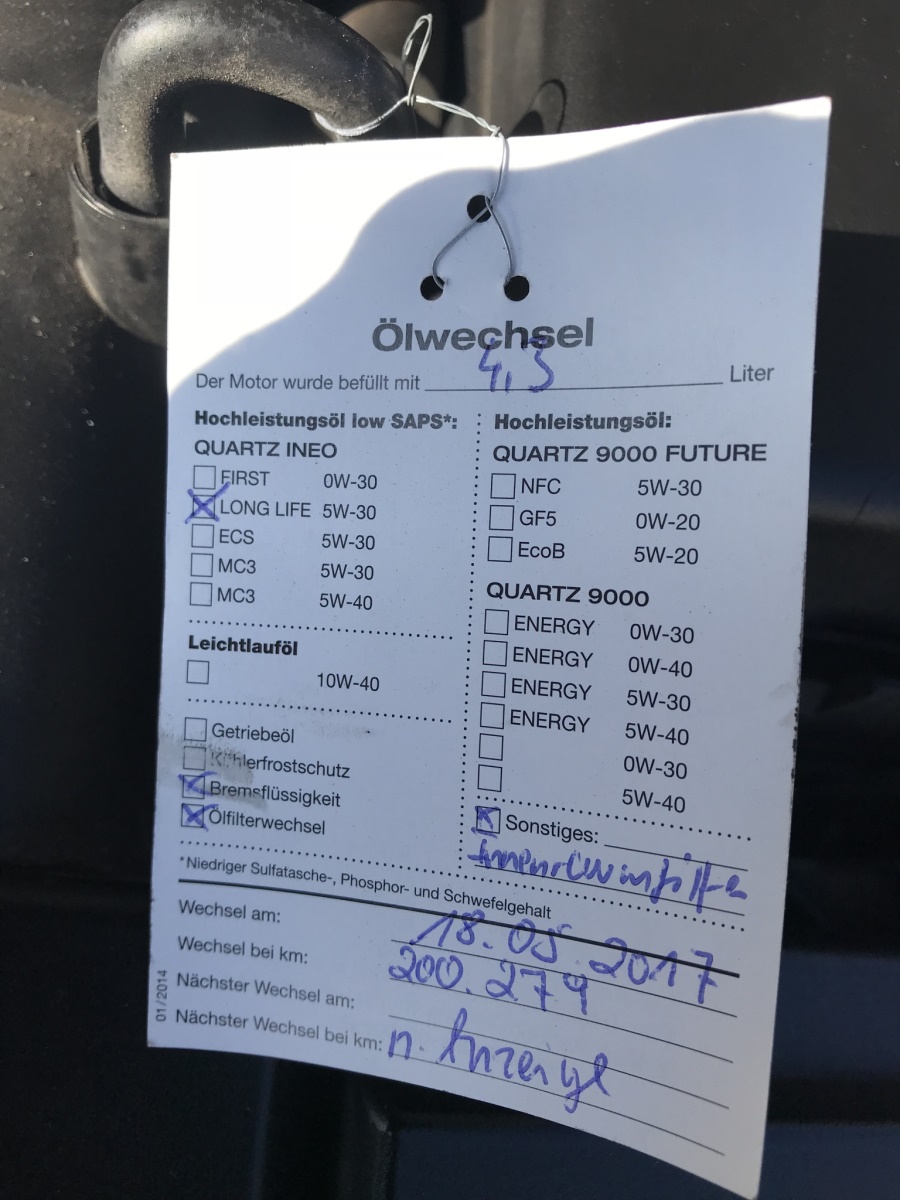 Ölwechsel
Der Motor wurde befüllt mit 4,3 Liter
Hochleistungsöl low SAPS*:
QUARTZ INEO
FIRST 0W-30
LONG LIFE 5W-30
ECS 5W-30
MC3 5W-30
MC3 5W-40
Leichtlauföl
10W-40
Getriebeöl
Kühlerfrostschutz
Bremsflüssigkeit
Ölfilterwechsel
Hochleistungsöl:
QUARTZ 9000 FUTURE
NFC 5W-30
GF5 0W-20
EcoB 5W-20
QUARTZ 9000
ENERGY 0W-30
ENERGY 0W-40
ENERGY 5W-30
ENERGY 5W-40
0W-30
5W-40
Sonstiges:
*Niedriger Sulfatasche-, Phosphor- und Schwefelgehalt
Wechsel am: 18.05.2017
Wechsel bei km: 200.279
Nächster Wechsel am:
Nächster Wechsel bei km: n. Anzeige
01/2014